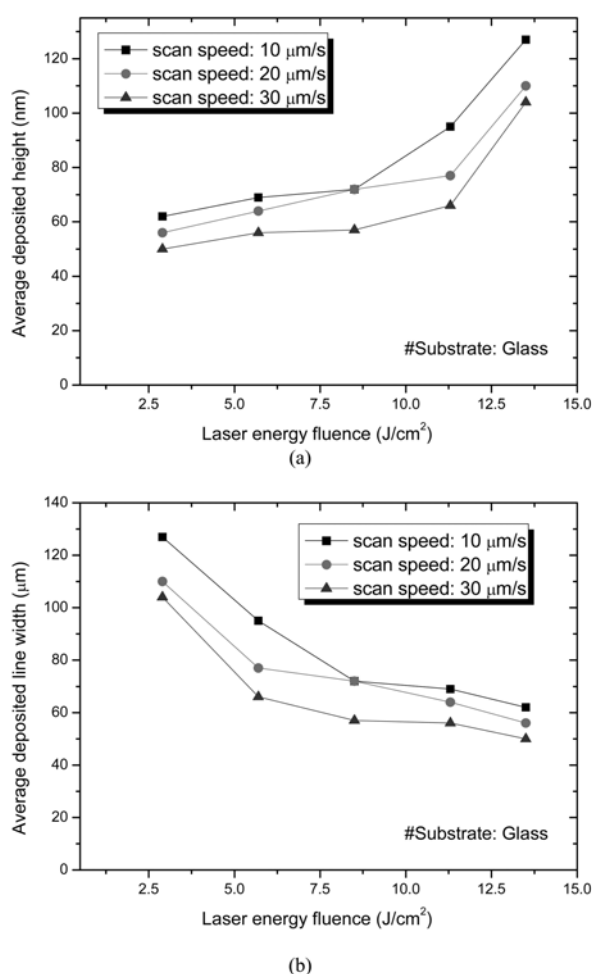 120
100
80
60
40
20
0
Average deposited height (nm)
scan speed: 10 μm/s
scan speed: 20 μm/s
scan speed: 30 μm/s
#Substrate: Glass
2.5 5.0 7.5 10.0 12.5 15.0
Laser energy fluence (J/cm²)
(a)
140
120
100
80
60
40
20
0
Average deposited line width (μm)
scan speed: 10 μm/s
scan speed: 20 μm/s
scan speed: 30 μm/s
#Substrate: Glass
2.5 5.0 7.5 10.0 12.5 15.0
Laser energy fluence (J/cm²)
(b)